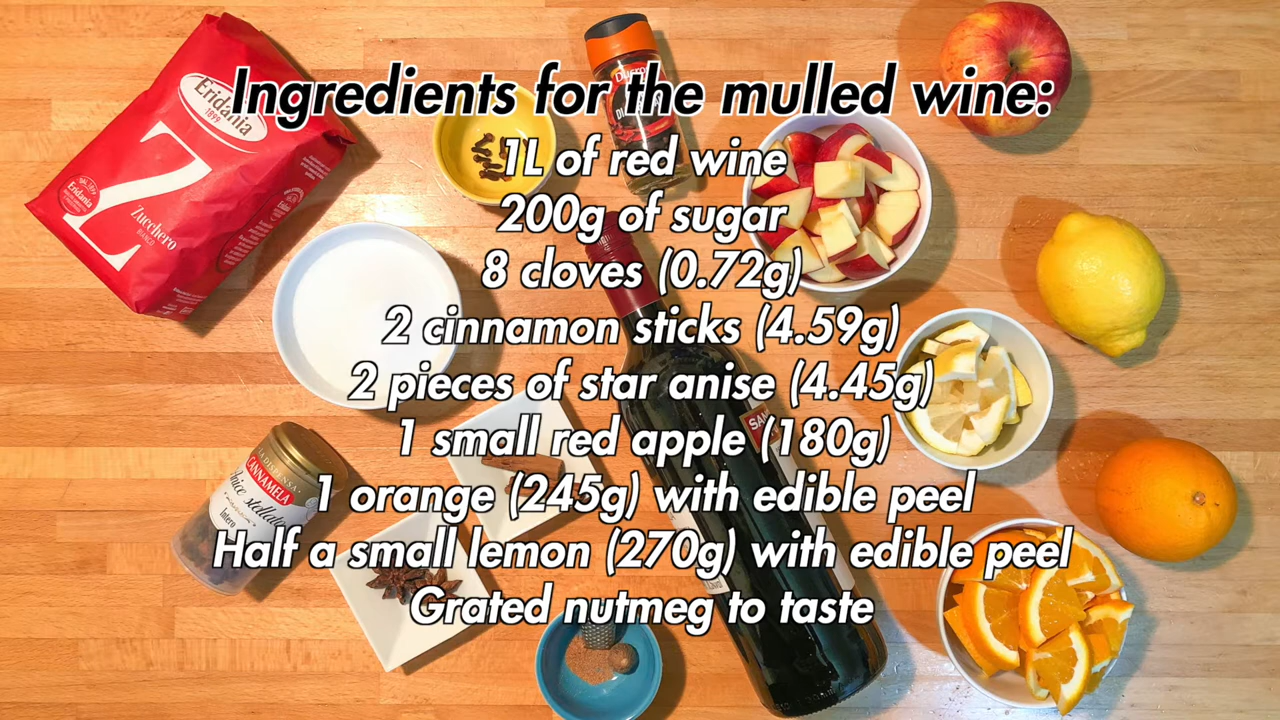 Ingredients for the mulled wine:
1L of red wine
200g of sugar
8 cloves (0.72g)
2 cinnamon sticks (4.59g)
2 pieces of star anise (4.45g)
1 small red apple (180g)
1 orange (245g) with edible peel
Half a small lemon (270g) with edible peel
Grated nutmeg to taste
Eridania
1899
Z
Zucchero
Eridania
Ducros
CANNAMELA
Intero